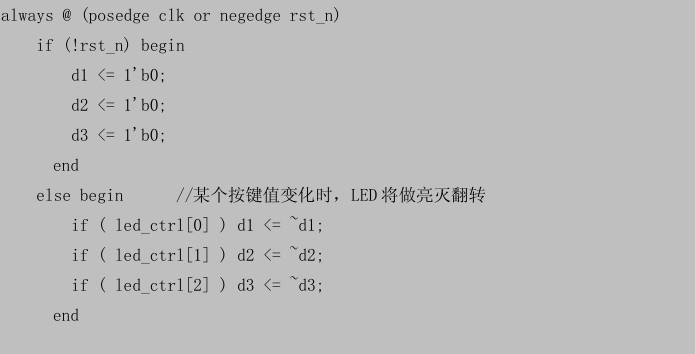 always @ (posedge clk or negedge rst_n)
    if (!rst_n) begin
        d1 <= 1'b0;
        d2 <= 1'b0;
        d3 <= 1'b0;
      end
    else begin      //某个按键值变化时，LED将做亮灭翻转
        if ( led_ctrl[0] ) d1 <= ~d1;
        if ( led_ctrl[1] ) d2 <= ~d2;
        if ( led_ctrl[2] ) d3 <= ~d3;
      end